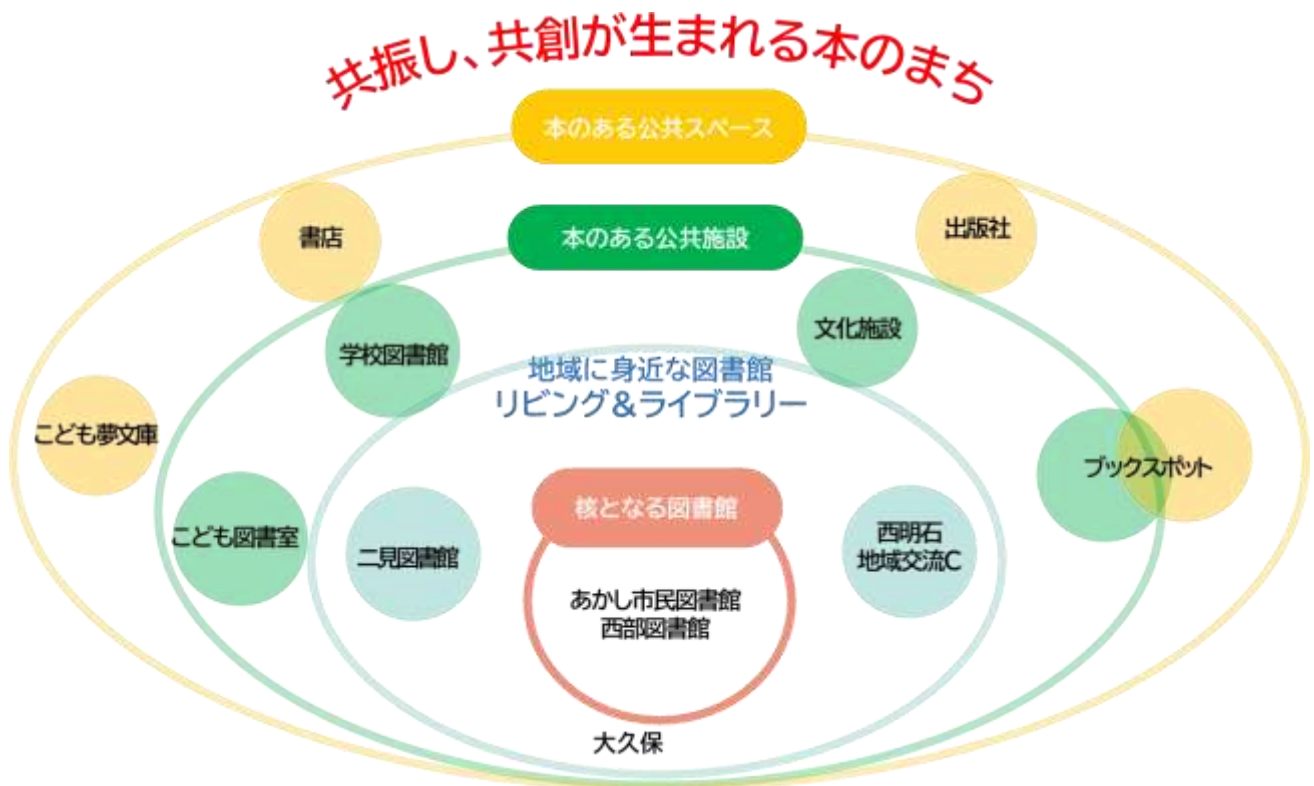 共振し、共創が生まれる本のまち
本のある公共スペース
書店
出版社
本のある公共施設
学校図書館
文化施設
地域に身近な図書館
リビング＆ライブラリー
こども夢文庫
ブックスポット
こども図書室
二見図書館
核となる図書館
西明石
地域交流C
あかし市民図書館
西部図書館
大久保